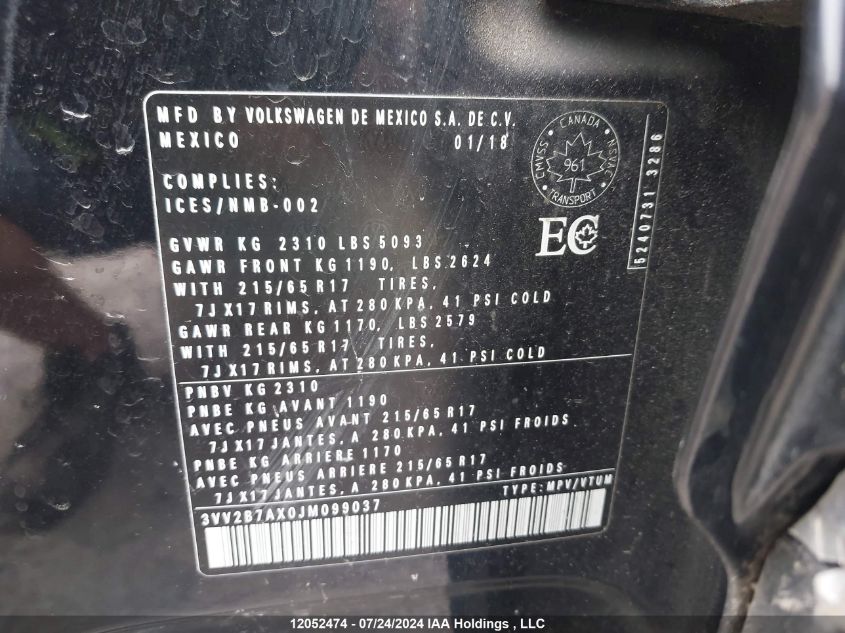 MFD BY VOLKSWAGEN DE MEXICO S.A. DE C.V.
MEXICO 01/18
COMPLIES:
ICES/NMB-002
CANADA
CMVSS
NSVAC
961
TRANSPORT
EC
5240731 3286
GVWR KG 2310 LBS 5093
GAWR FRONT KG 1190, LBS 2624
WITH 215/65 R17 TIRES,
7J X17 RIMS, AT 280 KPA, 41 PSI COLD
GAWR REAR KG 1170, LBS 2579
WITH 215/65 R17 TIRES,
7J X17 RIMS, AT 280 KPA, 41 PSI COLD
PNBV KG 2310
PNBE KG AVANT 1190
AVEC PNEUS AVANT 215/65 R17
7J X17 JANTES, A 280 KPA, 41 PSI FROIDS
PNBE KG ARRIERE 1170
AVEC PNEUS ARRIERE 215/65 R17
7J X17 JANTES, A 280 KPA, 41 PSI FROIDS
TYPE: MPV/VTUM
3VV2B7AX0JM099037
12052474 - 07/24/2024 IAA Holdings , LLC